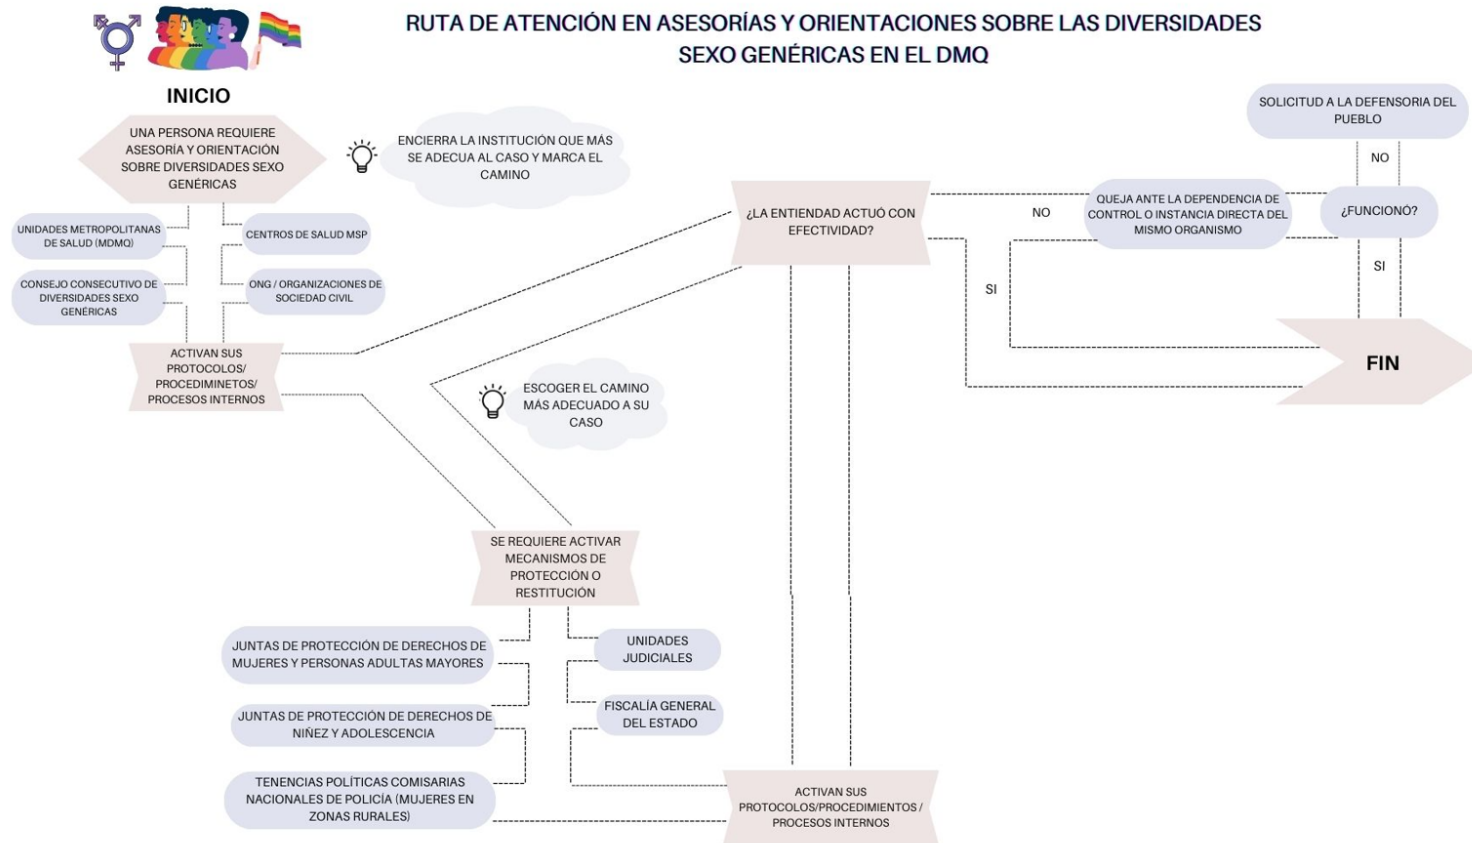 RUTA DE ATENCIÓN EN ASESORÍAS Y ORIENTACIONES SOBRE LAS DIVERSIDADES
SEXO GENÉRICAS EN EL DMQ
INICIO
UNA PERSONA REQUIERE
ASESORÍA Y ORIENTACIÓN
SOBRE DIVERSIDADES SEXO
GENÉRICAS
ENCIERRA LA INSTITUCIÓN QUE MÁS
SE ADECUA AL CASO Y MARCA EL
CAMINO
UNIDADES METROPOLITANAS
DE SALUD (MDMQ)
CENTROS DE SALUD MSP
CONSEJO CONSECUTIVO DE
DIVERSIDADES SEXO
GENÉRICAS
ONG / ORGANIZACIONES DE
SOCIEDAD CIVIL
ACTIVAN SUS
PROTOCOLOS/
PROCEDIMINETOS/
PROCESOS INTERNOS
ESCOGER EL CAMINO
MÁS ADECUADO A SU
CASO
SE REQUIERE ACTIVAR
MECANISMOS DE
PROTECCIÓN O
RESTITUCIÓN
JUNTAS DE PROTECCIÓN DE DERECHOS DE
MUJERES Y PERSONAS ADULTAS MAYORES
UNIDADES
JUDICIALES
JUNTAS DE PROTECCIÓN DE DERECHOS DE
NIÑEZ Y ADOLESCENCIA
FISCALÍA GENERAL
DEL ESTADO
TENENCIAS POLÍTICAS COMISARIAS
NACIONALES DE POLICÍA (MUJERES EN
ZONAS RURALES)
ACTIVAN SUS
PROTOCOLOS/PROCEDIMIENTOS /
PROCESOS INTERNOS
¿LA ENTIENDAD ACTUÓ CON
EFECTIVIDAD?
NO
SI
QUEJA ANTE LA DEPENDENCIA DE
CONTROL O INSTANCIA DIRECTA DEL
MISMO ORGANISMO
¿FUNCIONÓ?
NO
SOLICITUD A LA DEFENSORIA DEL
PUEBLO
SI
FIN